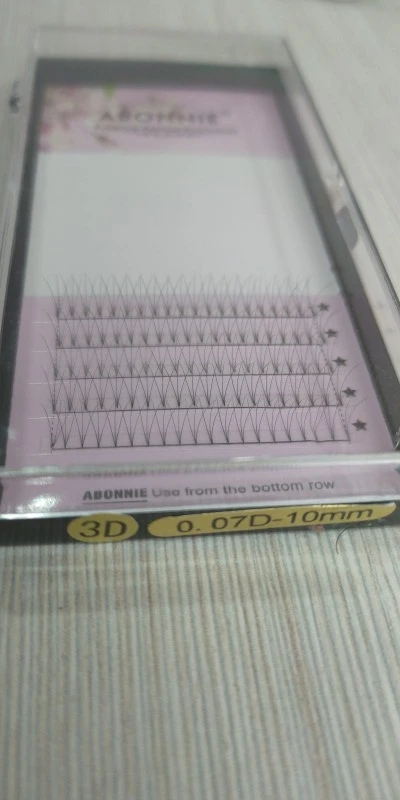 ABONNIE
ABONNIE Use from the bottom row
3D 0.07D-10mm